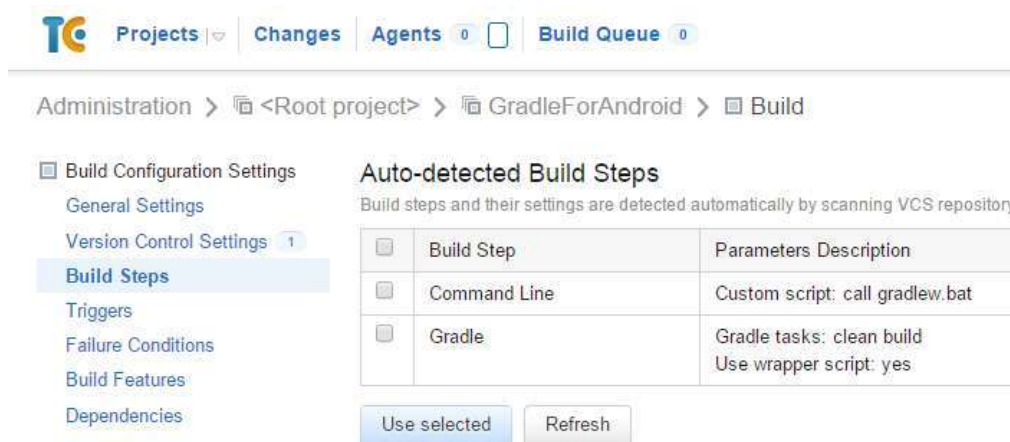 TC Projects Changes Agents 0 Build Queue 0
Administration > <Root project> > GradleForAndroid > Build
Build Configuration Settings
General Settings
Version Control Settings 1
Build Steps
Triggers
Failure Conditions
Build Features
Dependencies
Auto-detected Build Steps
Build steps and their settings are detected automatically by scanning VCS repository
Build Step Parameters Description
Command Line Custom script: call gradlew.bat
Gradle Gradle tasks: clean build
Use wrapper script: yes
Use selected Refresh